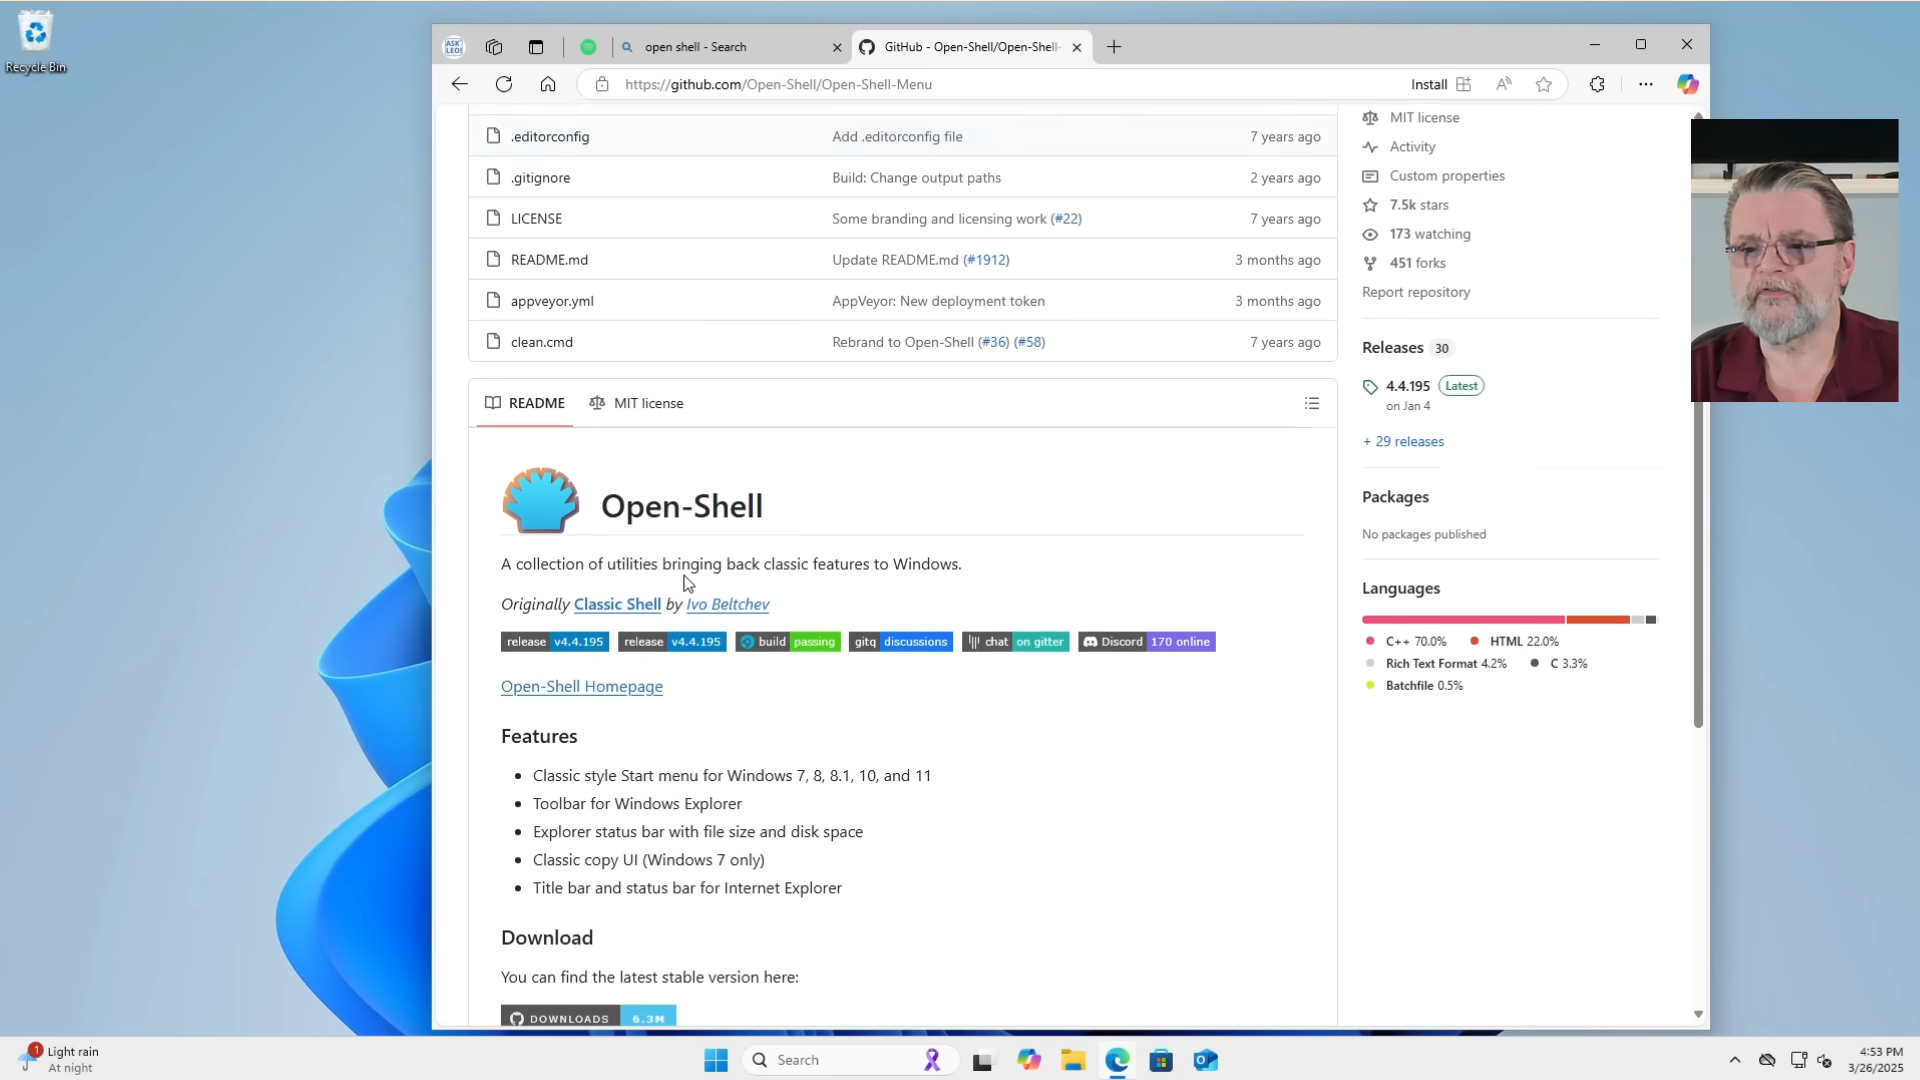 Recycle Bin
ASK LEO!
open shell - Search
GitHub - Open-Shell/Open-Shell-
https://github.com/Open-Shell/Open-Shell-Menu
Install
.editorconfig Add .editorconfig file 7 years ago
.gitignore Build: Change output paths 2 years ago
LICENSE Some branding and licensing work (#22) 7 years ago
README.md Update README.md (#1912) 3 months ago
appveyor.yml AppVeyor: New deployment token 3 months ago
clean.cmd Rebrand to Open-Shell (#36) (#58) 7 years ago
README MIT license
Open-Shell
A collection of utilities bringing back classic features to Windows.
Originally Classic Shell by Ivo Beltchev
release v4.4.195 release v4.4.195 build passing gitq discussions chat on gitter Discord 170 online
Open-Shell Homepage
Features
Classic style Start menu for Windows 7, 8, 8.1, 10, and 11
Toolbar for Windows Explorer
Explorer status bar with file size and disk space
Classic copy UI (Windows 7 only)
Title bar and status bar for Internet Explorer
Download
You can find the latest stable version here:
DOWNLOADS 6.3M
MIT license
Activity
Custom properties
7.5k stars
173 watching
451 forks
Report repository
Releases 30
4.4.195 Latest
on Jan 4
+ 29 releases
Packages
No packages published
Languages
C++ 70.0% HTML 22.0%
Rich Text Format 4.2% C 3.3%
Batchfile 0.5%
1
Light rain
At night
Search
4:53 PM
3/26/2025